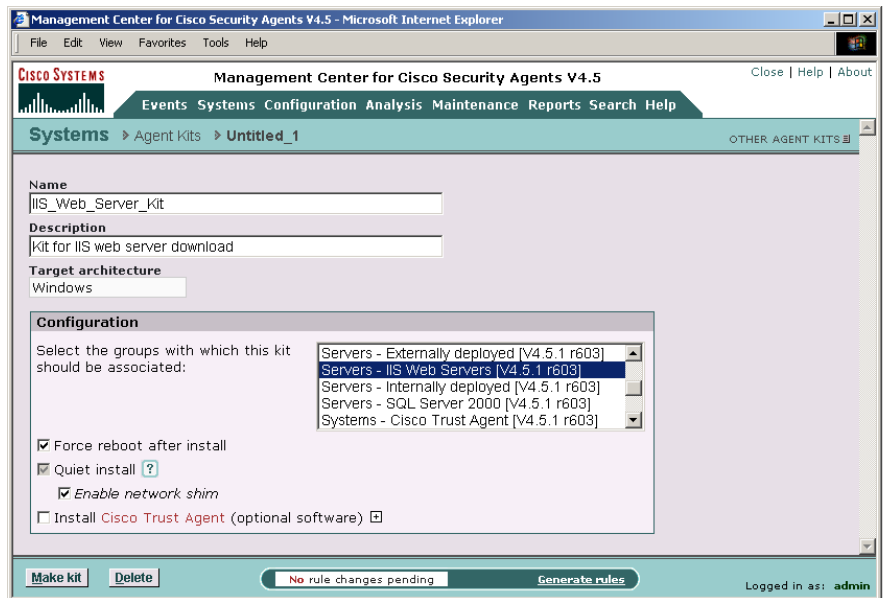 Management Center for Cisco Security Agents V4.5 - Microsoft Internet Explorer
File Edit View Favorites Tools Help
CISCO SYSTEMS
Management Center for Cisco Security Agents V4.5
Close | Help | About
Events Systems Configuration Analysis Maintenance Reports Search Help
Systems Agent Kits Untitled_1
OTHER AGENT KITS
Name
IIS_Web_Server_Kit
Description
Kit for IIS web server download
Target architecture
Windows
Configuration
Select the groups with which this kit
should be associated:
Servers - Externally deployed [V4.5.1 r603]
Servers - IIS Web Servers [V4.5.1 r603]
Servers - Internally deployed [V4.5.1 r603]
Servers - SQL Server 2000 [V4.5.1 r603]
Systems - Cisco Trust Agent [V4.5.1 r603]
Force reboot after install
Quiet install ?
Enable network shim
Install Cisco Trust Agent (optional software)
Make kit Delete
No rule changes pending Generate rules
Logged in as: admin